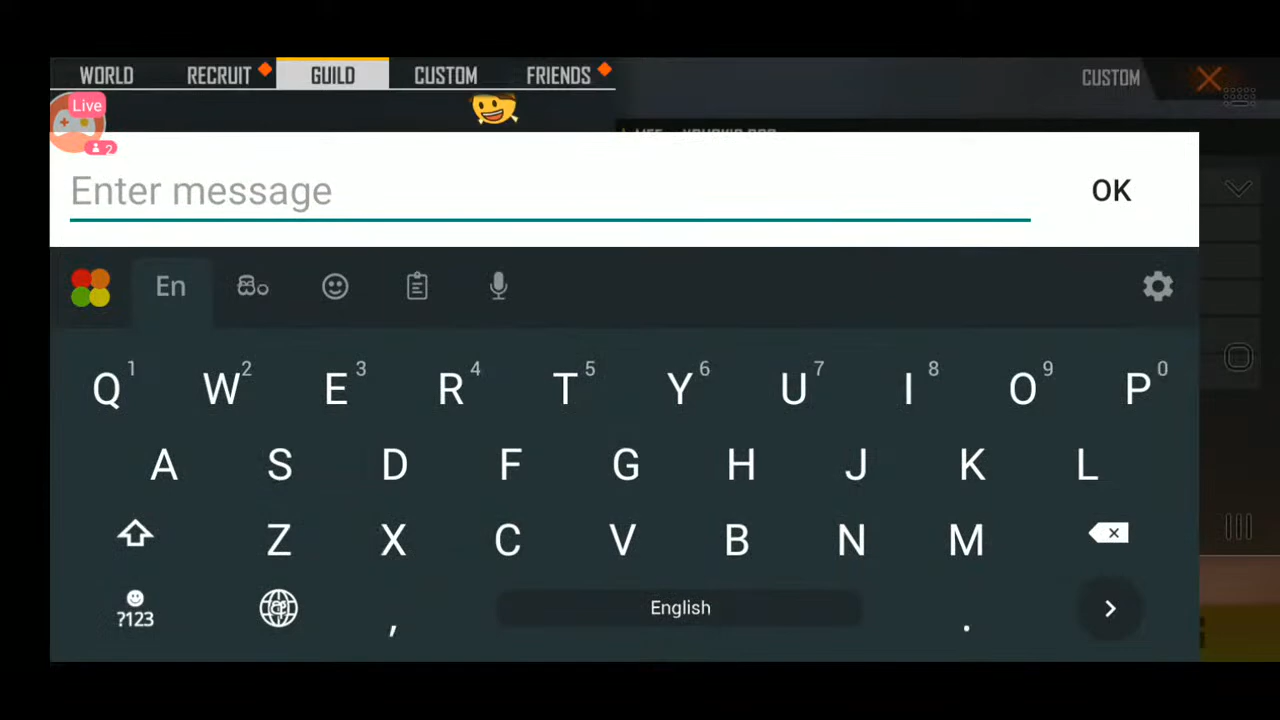 WORLD RECRUIT GUILD CUSTOM FRIENDS CUSTOM
Live
2
Enter message OK
En සිං
Q1 W2 E3 R4 T5 Y6 U7 I8 O9 P0
A S D F G H J K L
Z X C V B N M
?123 , English .